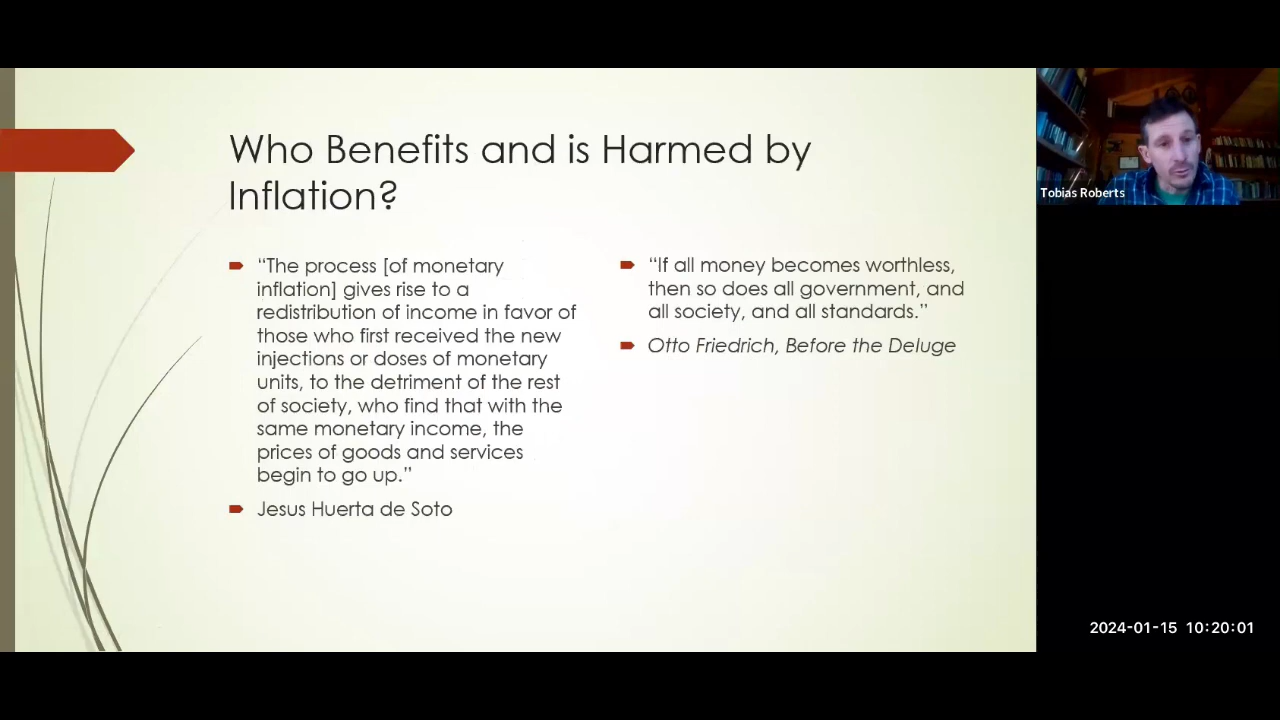 Who Benefits and is Harmed by
Inflation?
“The process [of monetary
inflation] gives rise to a
redistribution of income in favor of
those who first received the new
injections or doses of monetary
units, to the detriment of the rest
of society, who find that with the
same monetary income, the
prices of goods and services
begin to go up.”
Jesus Huerta de Soto
“If all money becomes worthless,
then so does all government, and
all society, and all standards.”
Otto Friedrich, Before the Deluge
Tobias Roberts
2024-01-15 10:20:01